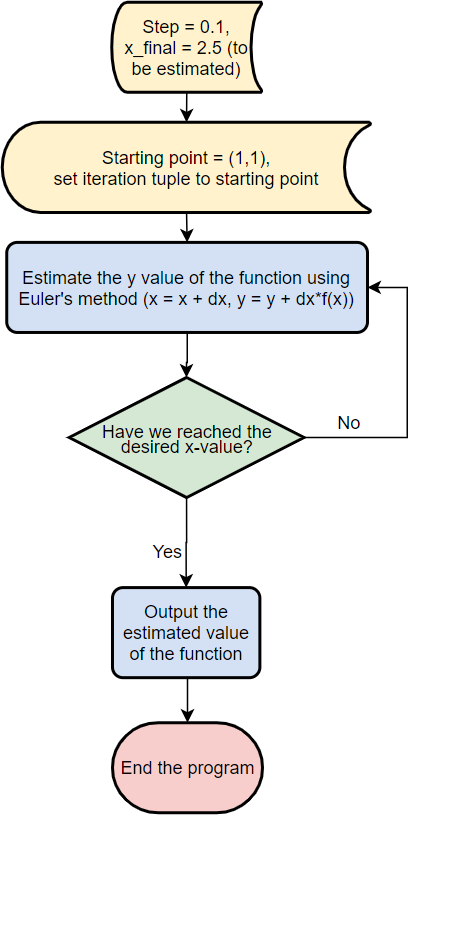 Step = 0.1,
x_final = 2.5 (to
be estimated)
Starting point = (1,1),
set iteration tuple to starting point
Estimate the y value of the function using
Euler's method (x = x + dx, y = y + dx*f(x))
Have we reached the
desired x-value?
No
Yes
Output the
estimated value
of the function
End the program